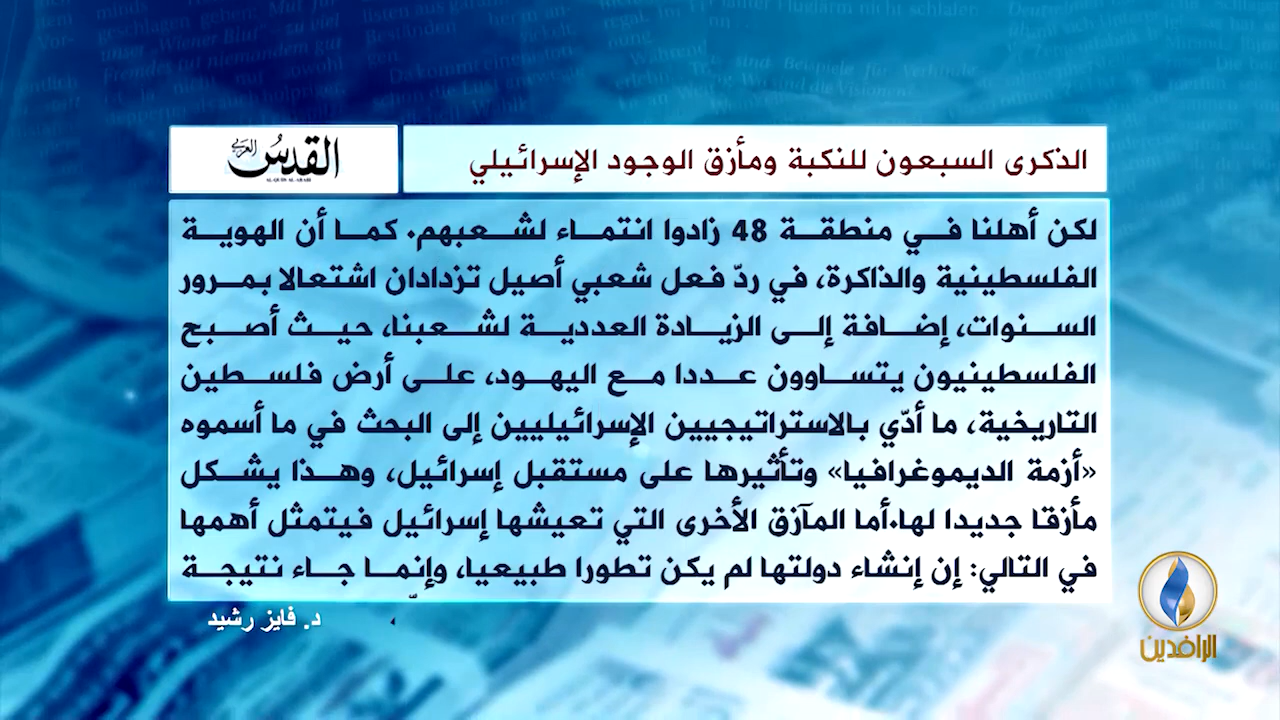 الذكرى السبعون للنكبة ومأزق الوجود الإسرائيلي
القدس العربي
AL-QUDS AL-ARABI
لكن أهلنا في منطقة 48 زادوا انتماء لشعبهم. كما أن الهوية
الفلسطينية والذاكرة، في ردّ فعل شعبي أصيل تزدادان اشتعالا بمرور
السنوات، إضافة إلى الزيادة العددية لشعبنا، حيث أصبح
الفلسطينيون يتساوون عددا مع اليهود، على أرض فلسطين
التاريخية، ما أدّي بالاستراتيجيين الإسرائيليين إلى البحث في ما أسموه
«أزمة الديموغرافيا» وتأثيرها على مستقبل إسرائيل، وهذا يشكل
مأزقا جديدا لها.أما المآزق الأخرى التي تعيشها إسرائيل فيتمثل أهمها
في التالي: إن إنشاء دولتها لم يكن تطورا طبيعيا، وإنما جاء نتيجة
د. فايز رشيد
الرافدين